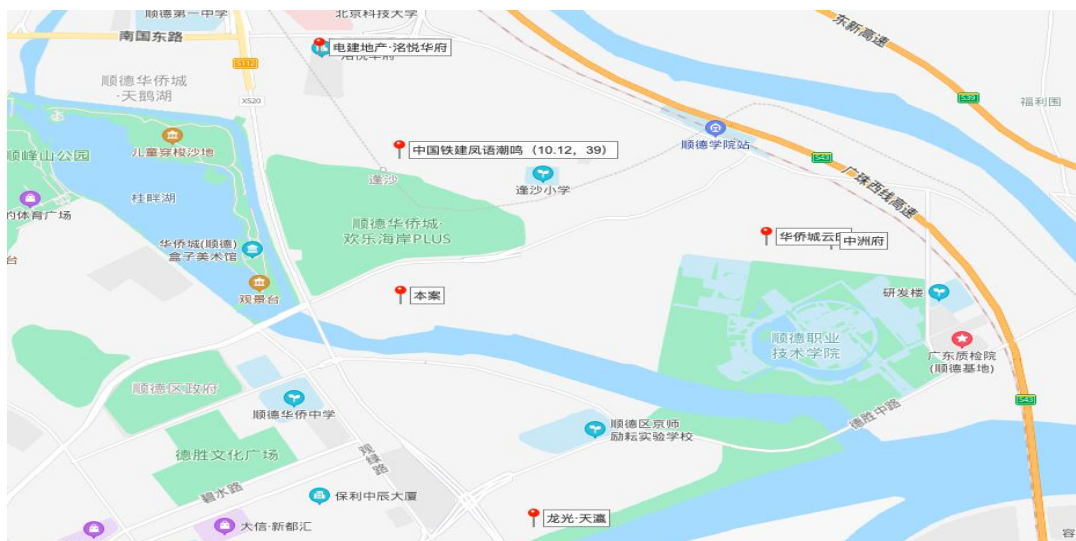 顺德第一中学
北京科技大学
南国东路
电建地产·洺悦华府
东新高速
S112
X520
S39
福利围
顺德华侨城
·天鹅湖
儿童穿梭沙地
顺峰山公园
桂畔湖
的体育广场
台
中国铁建凤语潮鸣(10.12,39)
逢沙
逢沙小学
顺德学院站
S43
广珠西线高速
顺德华侨城·
欢乐海岸PLUS
华侨城(顺德)
盒子美术馆
观景台
华侨城云邸
中洲府
本案
研发楼
顺德职业
技术学院
广东质检院
(顺德基地)
S43
顺德区政府
顺德华侨中学
德胜文化广场
观绿路
碧水路
顺德区京师
励耘实验学校
德胜中路
保利中辰大厦
大信·新都汇
龙光·天瀛
容